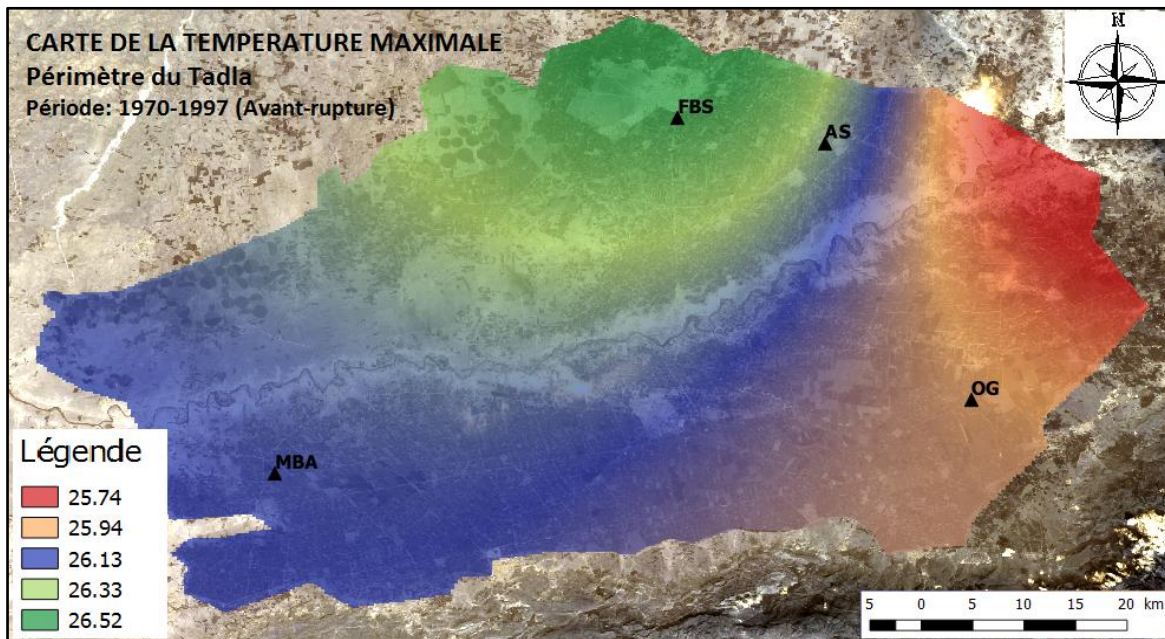 CARTE DE LA TEMPERATURE MAXIMALE
Périmètre du Tadla
Période: 1970-1997 (Avant-rupture)
N
FBS
AS
OG
MBA
Légende
25.74
25.94
26.13
26.33
26.52
5 0 5 10 15 20 km